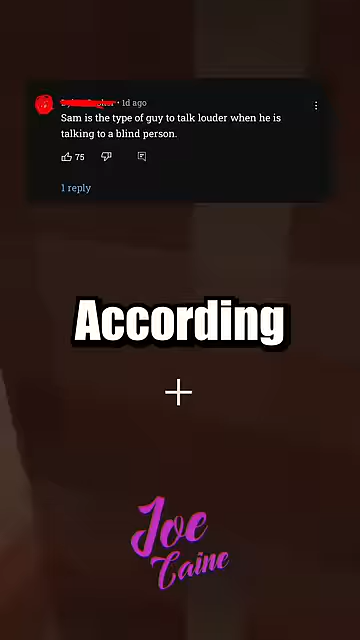 • 1d ago
Sam is the type of guy to talk louder when he is
talking to a blind person.
75
1 reply
According
Joe
Caine